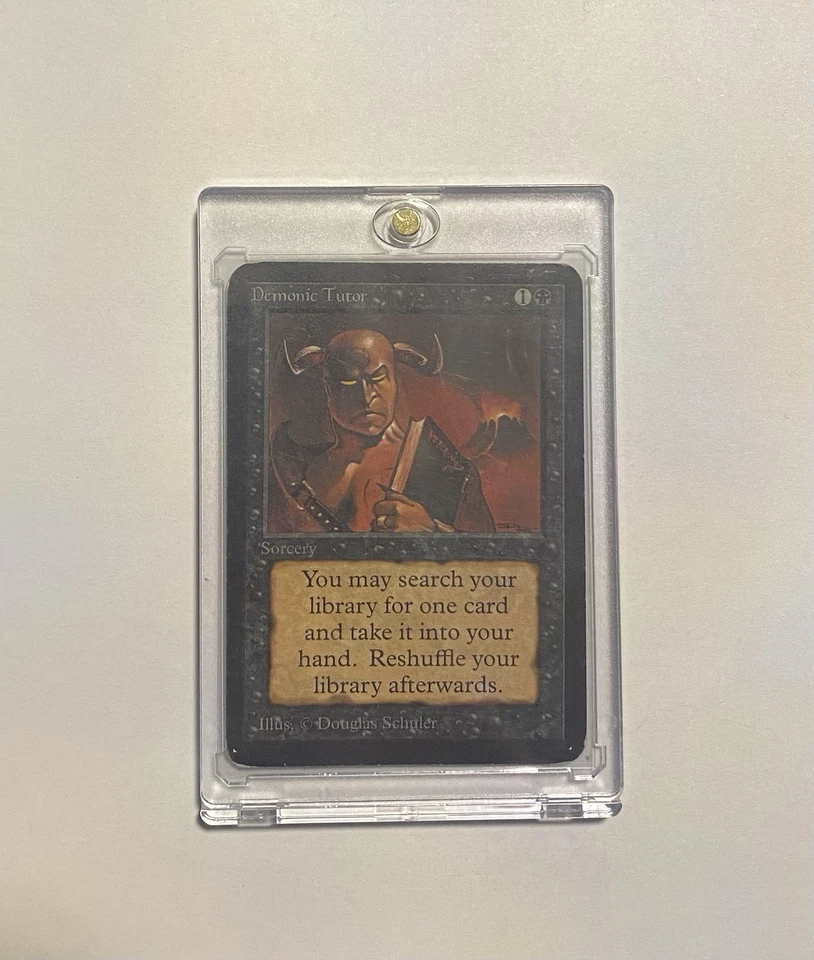 Demonic Tutor 1
Sorcery
You may search your
library for one card
and take it into your
hand. Reshuffle your
library afterwards.
Illus. © Douglas Schuler